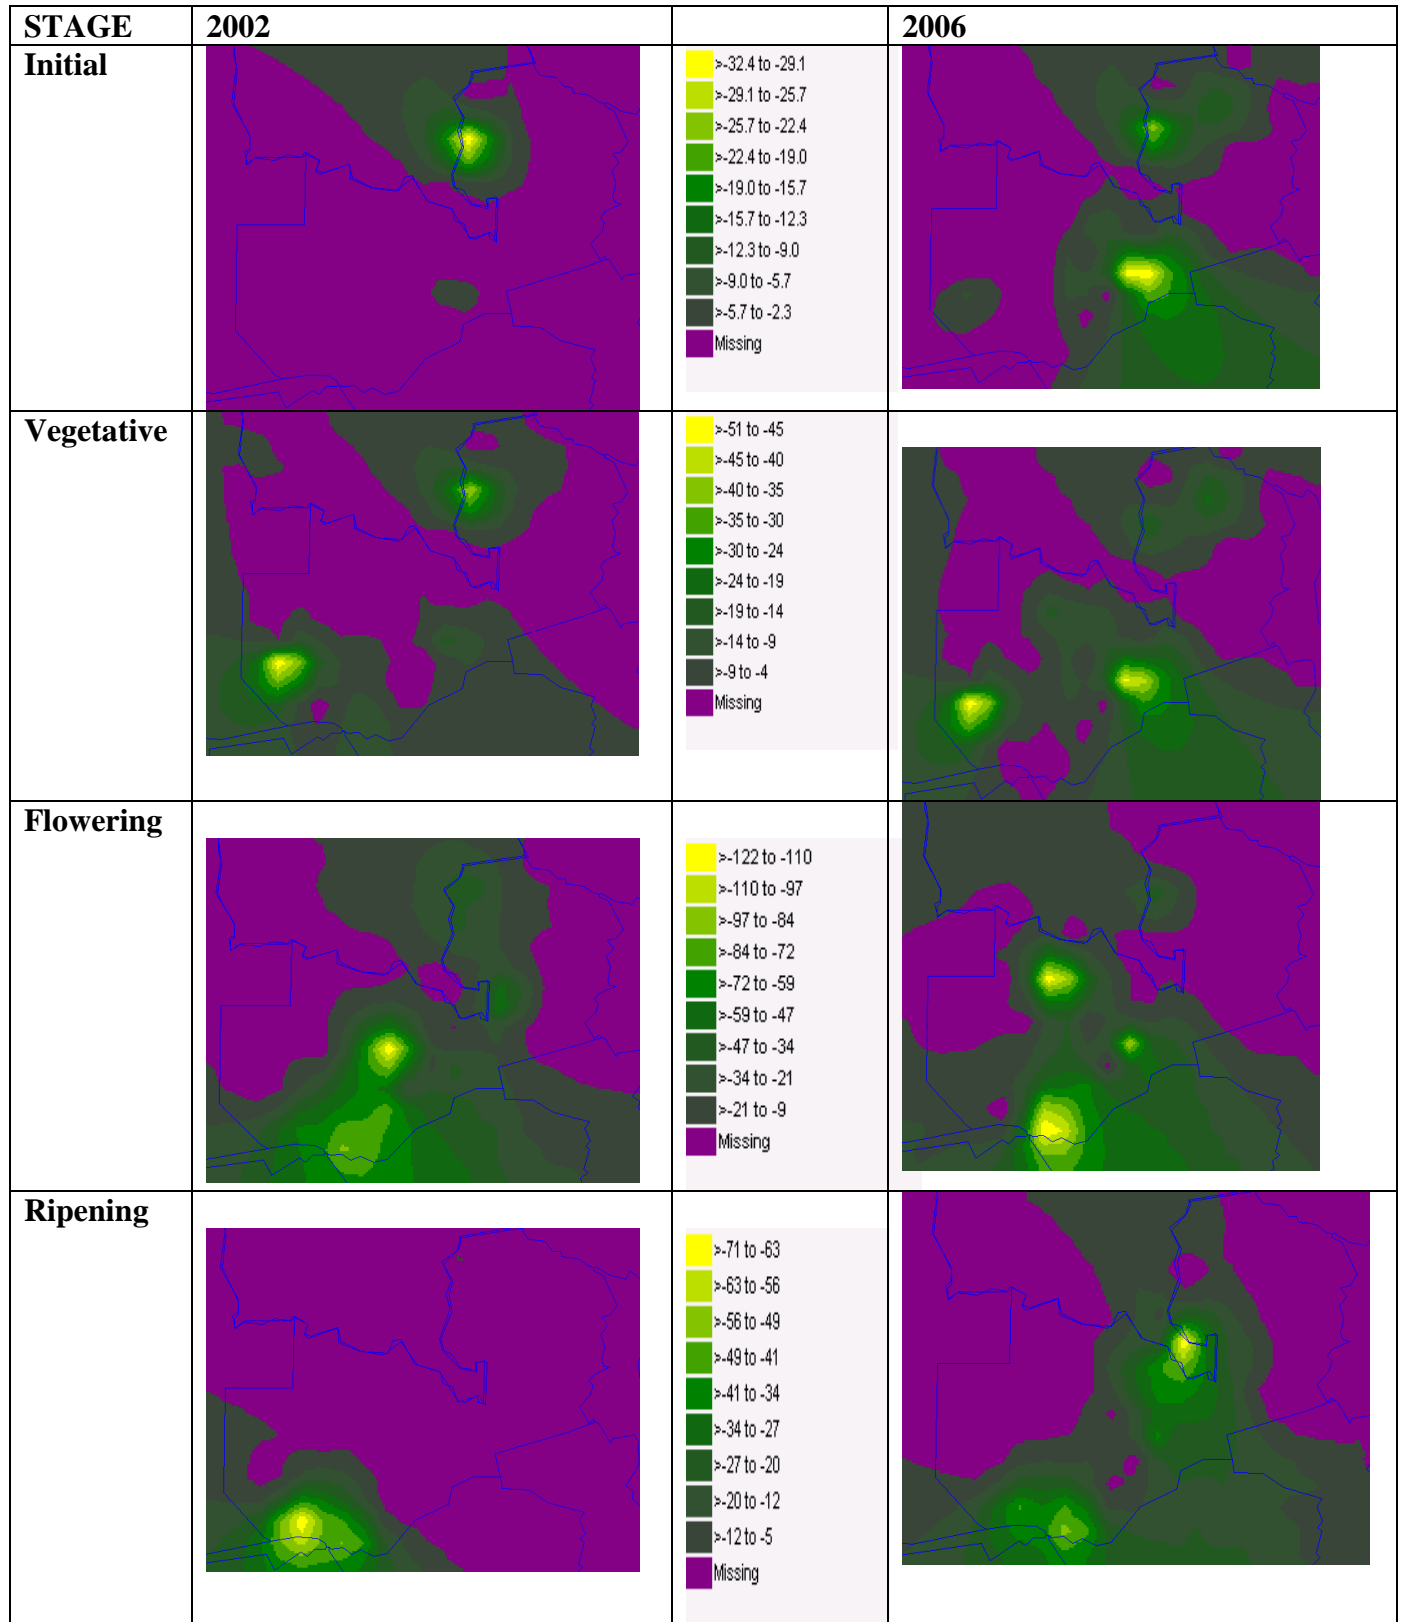 STAGE 2002 2006
Initial
>-32.4 to -29.1
>-29.1 to -25.7
>-25.7 to -22.4
>-22.4 to -19.0
>-19.0 to -15.7
>-15.7 to -12.3
>-12.3 to -9.0
>-9.0 to -5.7
>-5.7 to -2.3
Missing
Vegetative
>-51 to -45
>-45 to -40
>-40 to -35
>-35 to -30
>-30 to -24
>-24 to -19
>-19 to -14
>-14 to -9
>-9 to -4
Missing
Flowering
>-122 to -110
>-110 to -97
>-97 to -84
>-84 to -72
>-72 to -59
>-59 to -47
>-47 to -34
>-34 to -21
>-21 to -9
Missing
Ripening
>-71 to -63
>-63 to -56
>-56 to -49
>-49 to -41
>-41 to -34
>-34 to -27
>-27 to -20
>-20 to -12
>-12 to -5
Missing